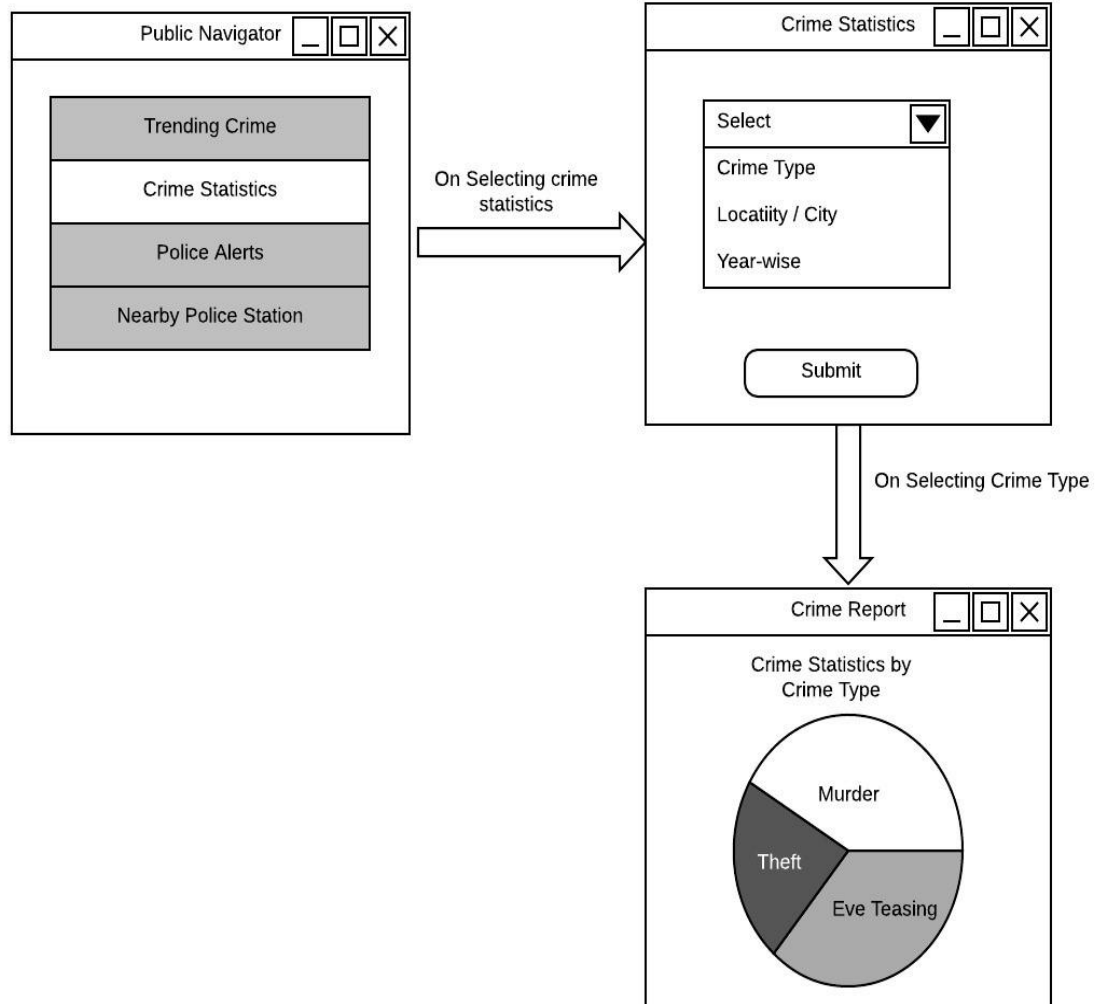 Public Navigator
Trending Crime
Crime Statistics
Police Alerts
Nearby Police Station
On Selecting crime
statistics
Crime Statistics
Select
Crime Type
Locatiity / City
Year-wise
Submit
On Selecting Crime Type
Crime Report
Crime Statistics by
Crime Type
Murder
Theft
Eve Teasing